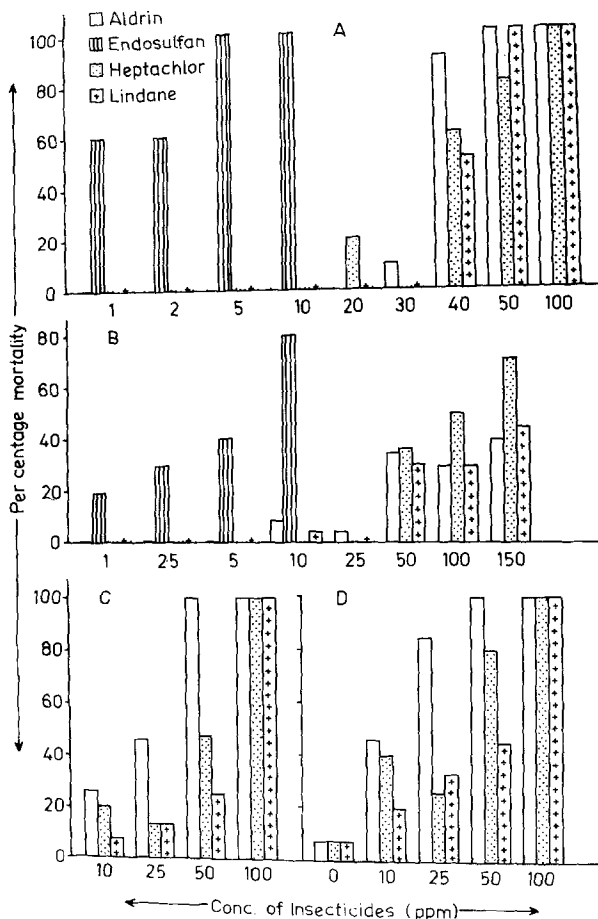 Aldrin
Endosulfan
Heptachlor
Lindane
A
100
80
60
40
20
0
1 2 5 10 20 30 40 50 100
B
80
60
40
20
0
1 25 5 10 25 50 100 150
C
D
100
80
60
40
20
0
10 25 50 100
0 10 25 50 100
Per centage mortality
Conc. of Insecticides (ppm)